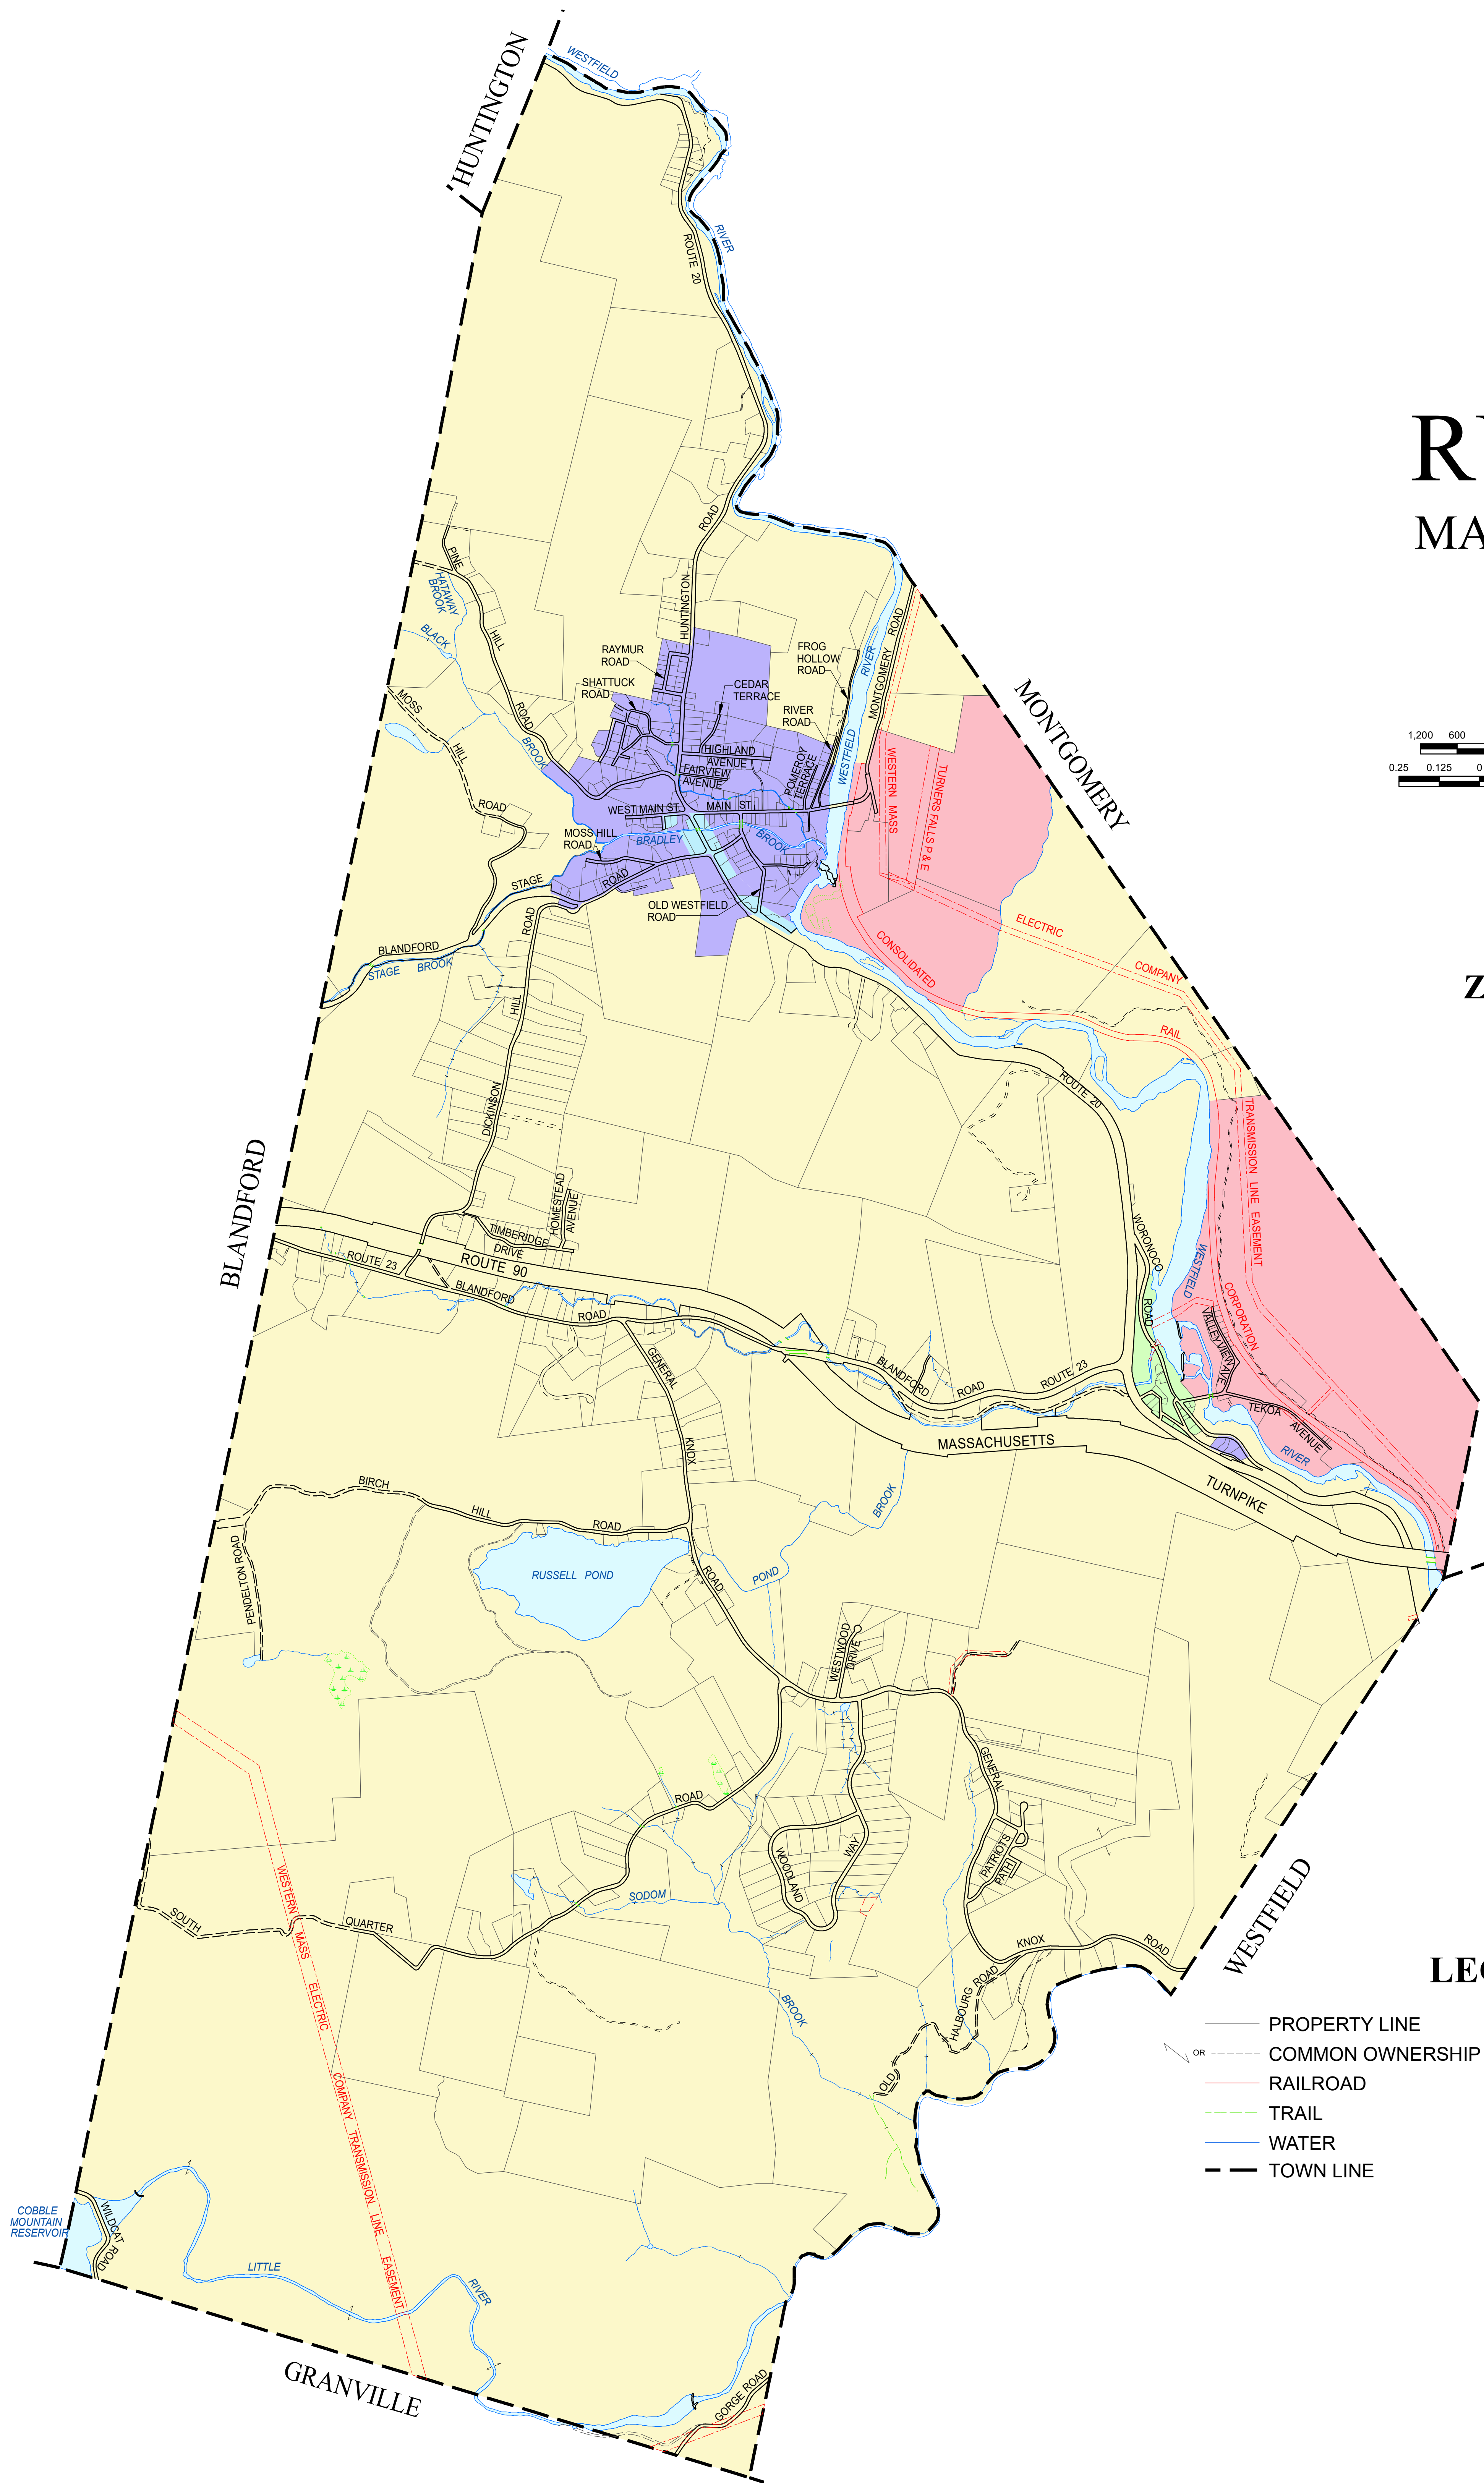 WESTFIELD
HUNTINGTON
RIVER
ROUTE 20
R
MA
ROAD
PINE
HATAWAY
BROOK
BLACK
HILL
HUNTINGTON
ROAD
RAYMUR
ROAD
FROG
HOLLOW
ROAD
RIVER
MONTGOMERY
SHATTUCK
ROAD
CEDAR
TERRACE
MOSS
RIVER
ROAD
MONTGOMERY
ROAD
HILL
BROOK
HIGHLAND
AVENUE
FAIRVIEW
AVENUE
POMEROY
TERRACE
WESTFIELD
WESTERN MASS
TURNERS FALLS P & E
1,200 600
0.25 0.125 0
ROAD
WEST MAIN ST.
MAIN ST.
MOSS HILL
ROAD
BRADLEY
BROOK
STAGE
ROAD
OLD WESTFIELD
ROAD
ROAD
ELECTRIC
BLANDFORD
STAGE BROOK
CONSOLIDATED
COMPANY
Z
HILL
RAIL
ROUTE 20
DICKINSON
TRANSMISSION LINE EASEMENT
BLANDFORD
HOMESTEAD
AVENUE
TIMBERIDGE
DRIVE
WORONOCO
ROAD
WESTFIELD
ROUTE 23
ROUTE 90
BLANDFORD
ROAD
CORPORATION
VALLEYVIEW AVE
GENERAL
BLANDFORD
ROAD
ROUTE 23
TEKOA
AVENUE
KNOX
MASSACHUSETTS
RIVER
TURNPIKE
BIRCH
HILL
ROAD
BROOK
PENDELTON ROAD
RUSSELL POND
ROAD
POND
WESTWOOD
DRIVE
GENERAL
ROAD
PATRIOTS
PATH
WOODLAND
WAY
WESTERN
MASS
ELECTRIC
COMPANY
TRANSMISSION
LINE
EASEMENT
SODOM
SOUTH
QUARTER
KNOX
ROAD
WESTFIELD
BROOK
HALBOURG ROAD
OLD
LEG
PROPERTY LINE
OR
COMMON OWNERSHIP
RAILROAD
TRAIL
WATER
TOWN LINE
COBBLE
MOUNTAIN
RESERVOIR
WILDCAT
ROAD
LITTLE
RIVER
GRANVILLE
GORGE ROAD